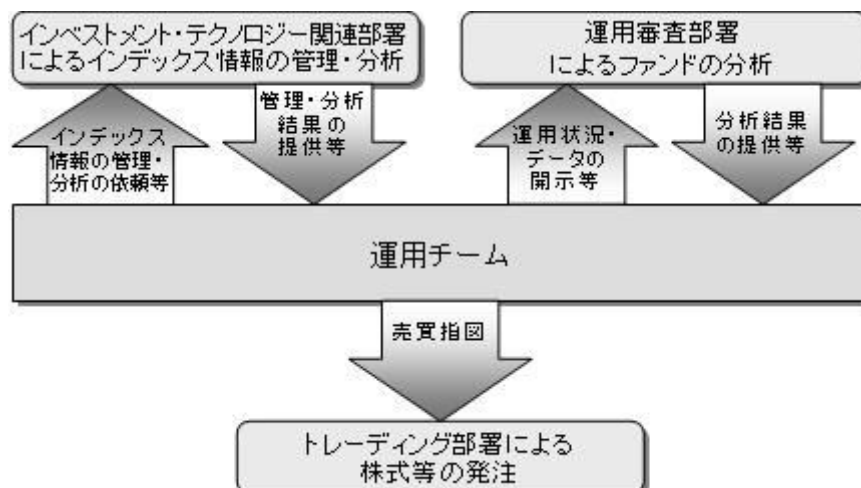 インベストメント・テクノロジー関連部署
によるインデックス情報の管理・分析
運用審査部署
によるファンドの分析
インデックス
情報の管理・
分析の依頼等
管理・分析
結果の
提供等
運用状況・
データの
開示等
分析結果
の提供等
運用チーム
売買指図
トレーディング部署による
株式等の発注